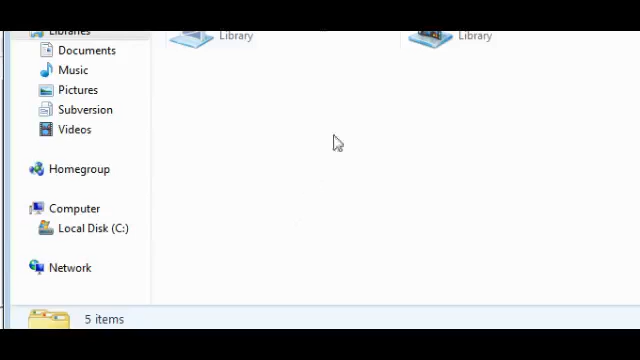 Libraries
Library
Library
Documents
Music
Pictures
Subversion
Videos
Homegroup
Computer
Local Disk (C:)
Network
5 items